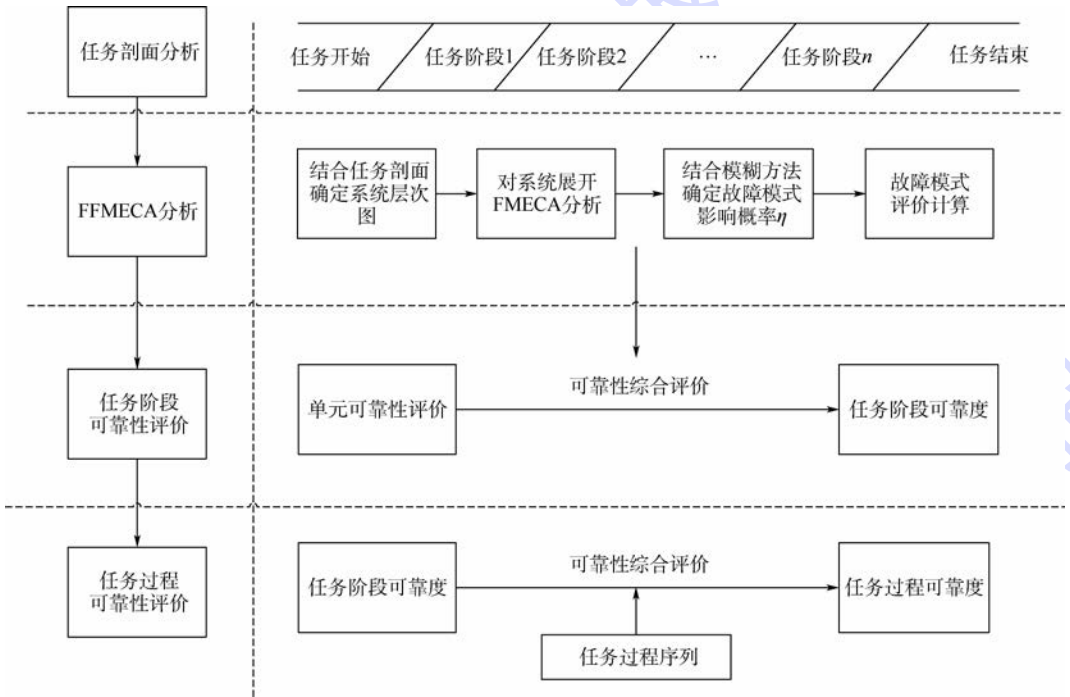 任务剖面分析
任务开始
任务阶段1
任务阶段2
…
任务阶段n
任务结束
FFMECA分析
结合任务剖面
确定系统层次
图
对系统展开
FMECA分析
结合模糊方法
确定故障模式
影响概率η
故障模式
评价计算
任务阶段
可靠性评价
单元可靠性评价
可靠性综合评价
任务阶段可靠度
任务过程
可靠性评价
任务阶段可靠度
可靠性综合评价
任务过程可靠度
任务过程序列